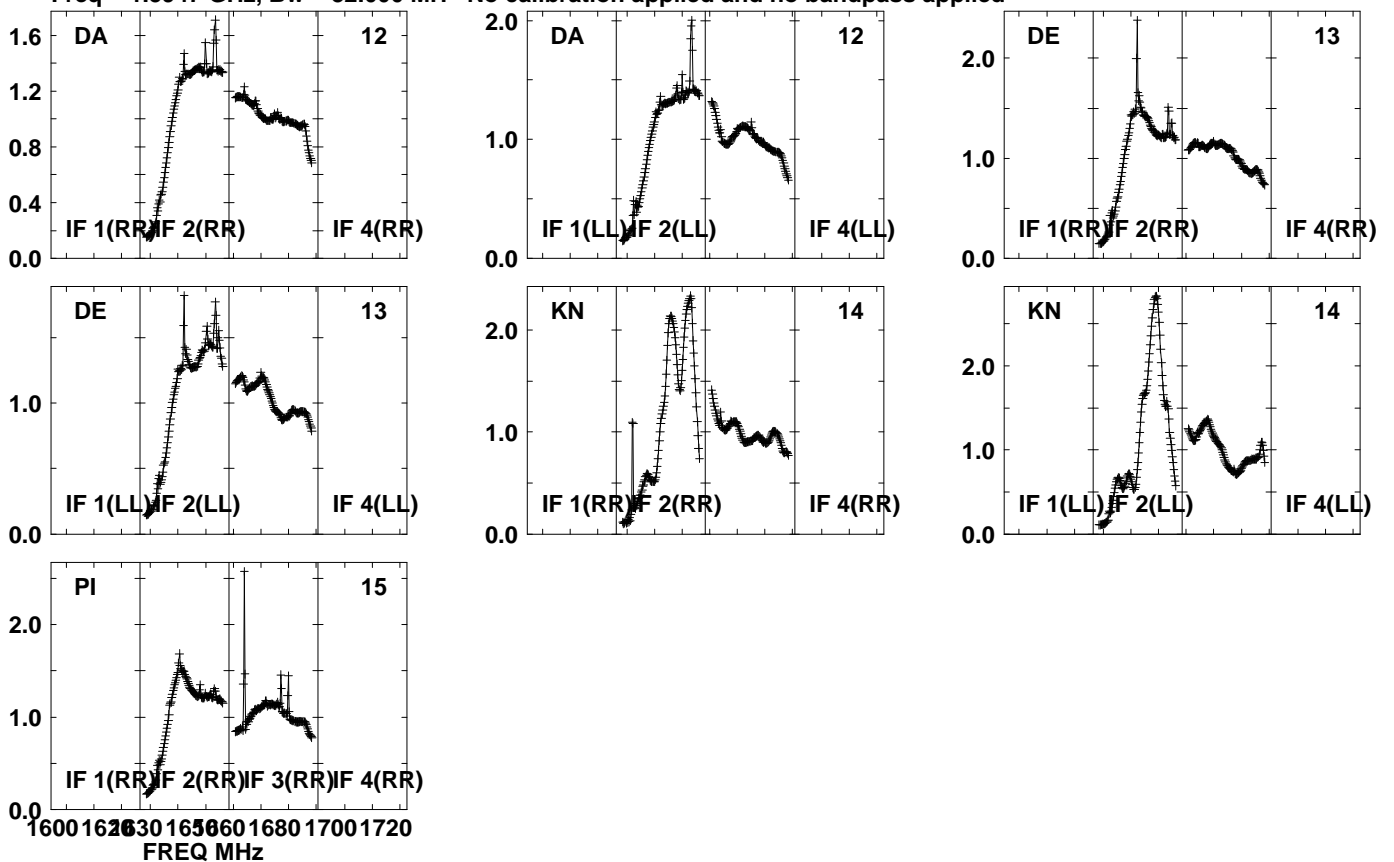 No calibration applied and no bandpass applied
DA 12
1.6
1.2
0.8
0.4
0.0
IF 1(RR) IF 2(RR) IF 4(RR)
DA 12
2.0
1.0
0.0
IF 1(LL) IF 2(LL) IF 4(LL)
DE 13
2.0
1.0
0.0
IF 1(RR) IF 2(RR) IF 4(RR)
DE 13
1.0
0.0
IF 1(LL) IF 2(LL) IF 4(LL)
KN 14
2.0
1.0
0.0
IF 1(RR) IF 2(RR) IF 4(RR)
KN 14
2.0
1.0
0.0
IF 1(LL) IF 2(LL) IF 4(LL)
PI 15
2.0
1.0
0.0
IF 1(RR) IF 2(RR) IF 3(RR) IF 4(RR)
1600 1620 1630 1650 1660 1680 1700 1720
FREQ MHz